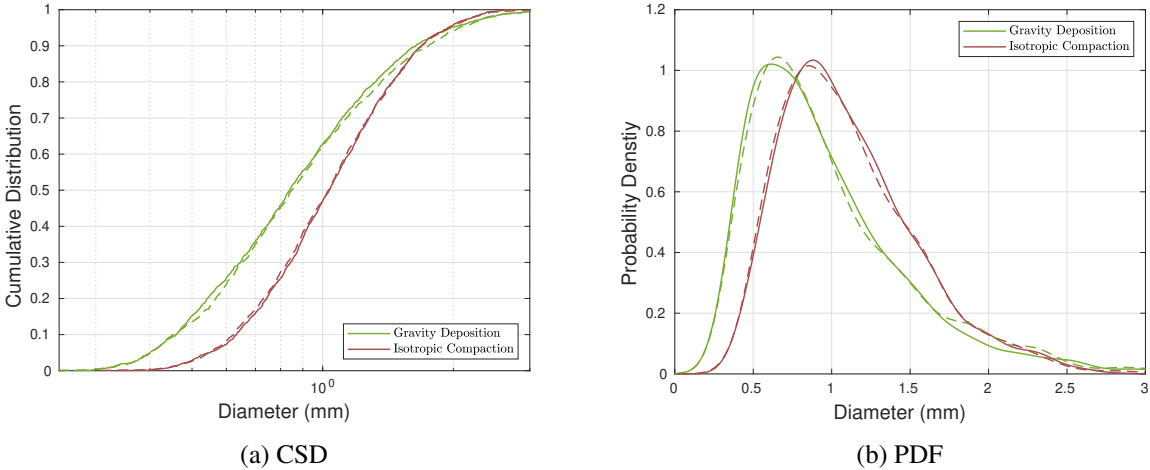 1
0.9
0.8
0.7
0.6
0.5
0.4
0.3
0.2
0.1
0
Cumulative Distribution
Gravity Deposition
Isotropic Compaction
10^0
Diameter (mm)
(a) CSD
1.2
1
0.8
0.6
0.4
0.2
0
Probability Denstiy
Gravity Deposition
Isotropic Compaction
0 0.5 1 1.5 2 2.5 3
Diameter (mm)
(b) PDF